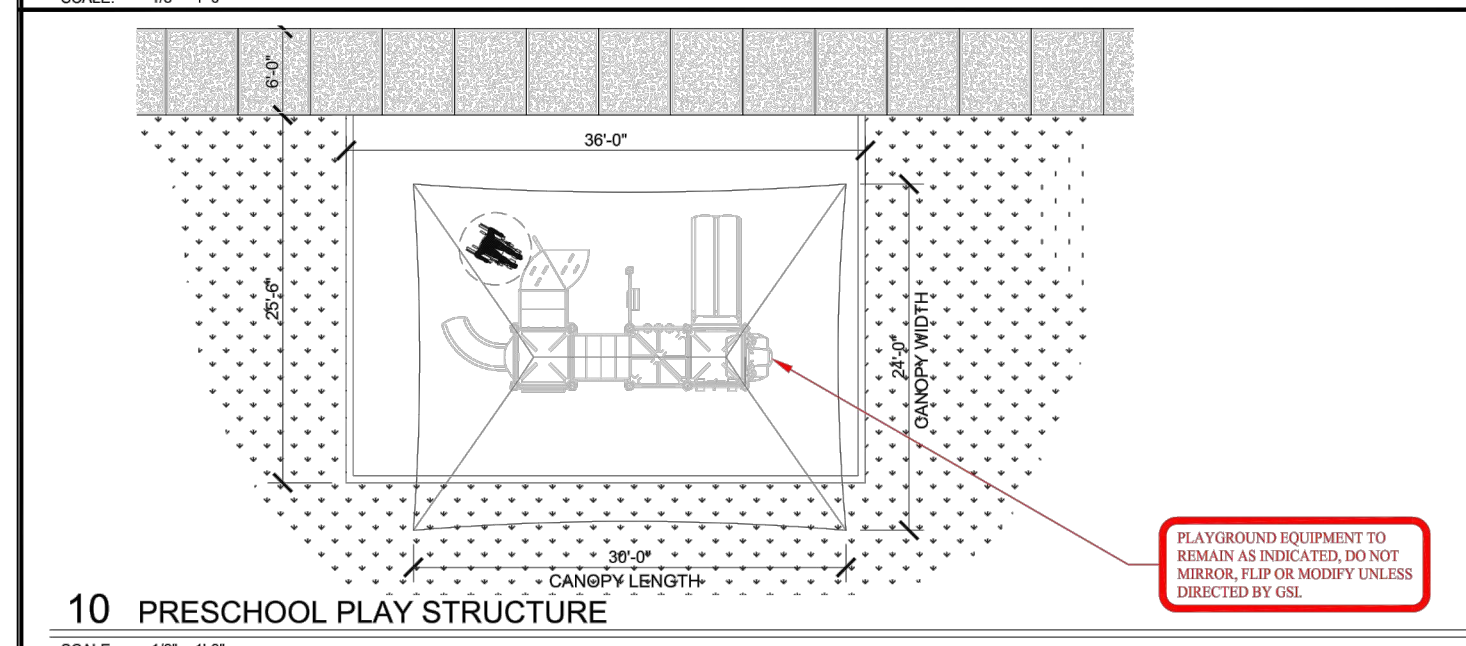 6'-0"
36'-0"
25'-6"
24'-0"
CANOPY WIDTH
30'-0"
CANOPY LENGTH
PLAYGROUND EQUIPMENT TO
REMAIN AS INDICATED, DO NOT
MIRROR, FLIP OR MODIFY UNLESS
DIRECTED BY GSI.
10 PRESCHOOL PLAY STRUCTURE